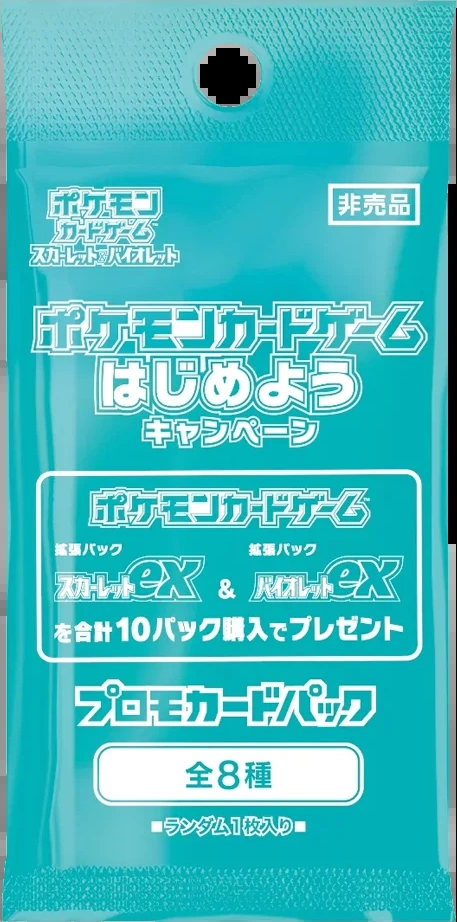 ポケモン
カードゲーム
スカーレット&バイオレット
非売品
ポケモンカードゲーム
はじめよう
キャンペーン
ポケモンカードゲーム™
拡張パック
スカーレットex
&
拡張パック
バイオレットex
を合計10パック購入でプレゼント
プロモカードパック
全8種
■ランダム1枚入り■